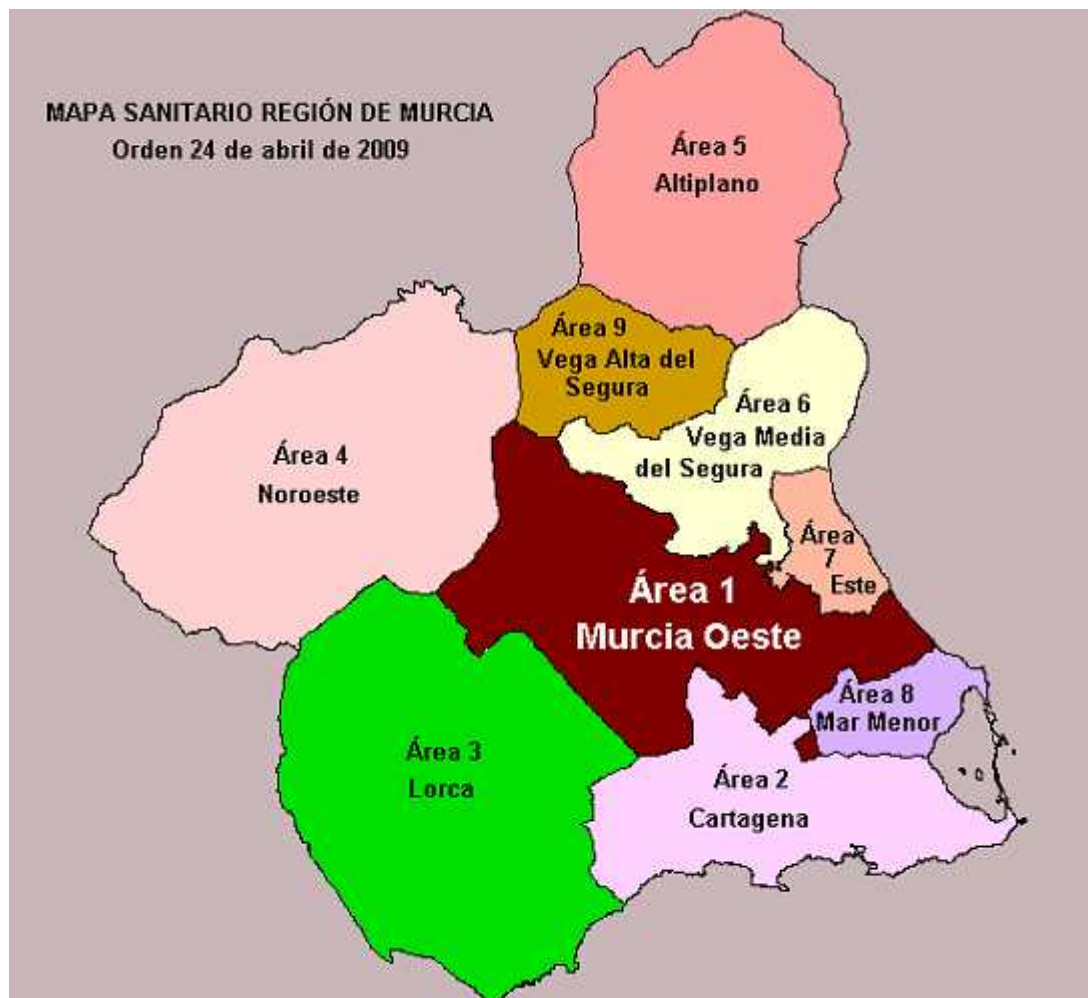 MAPA SANITARIO REGIÓN DE MURCIA
Orden 24 de abril de 2009
Área 5
Altiplano
Área 9
Vega Alta del
Segura
Área 6
Vega Media
del Segura
Área 4
Noroeste
Área
7
Este
Área 1
Murcia Oeste
Área 8
Mar Menor
Área 3
Lorca
Área 2
Cartagena